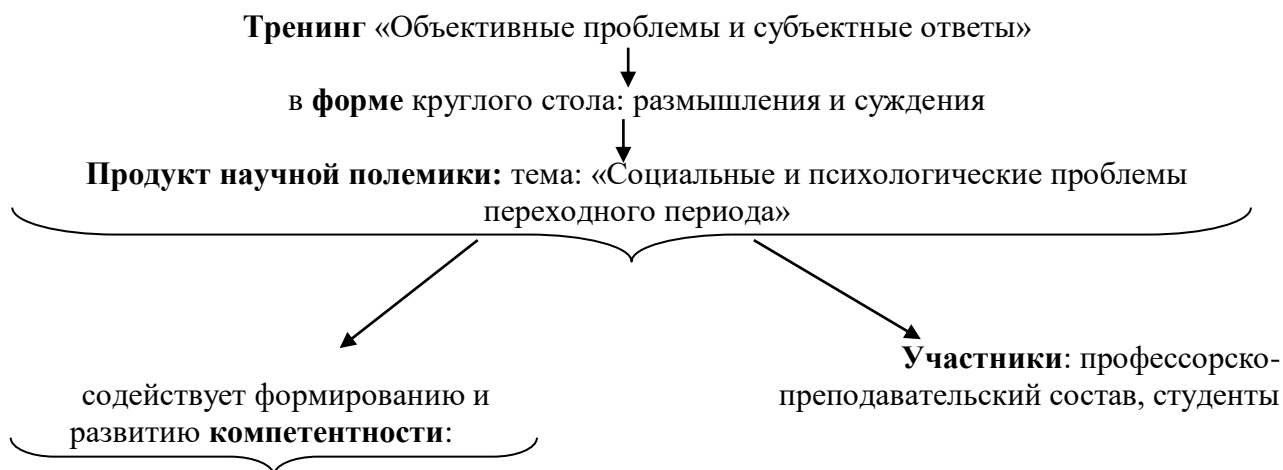 Тренинг «Объективные проблемы и субъектные ответы»
в форме круглого стола: размышления и суждения
Продукт научной полемики: тема: «Социальные и психологические проблемы
переходного периода»
Участники: профессорско-
преподавательский состав, студенты
содействует формированию и
развитию компетентности: